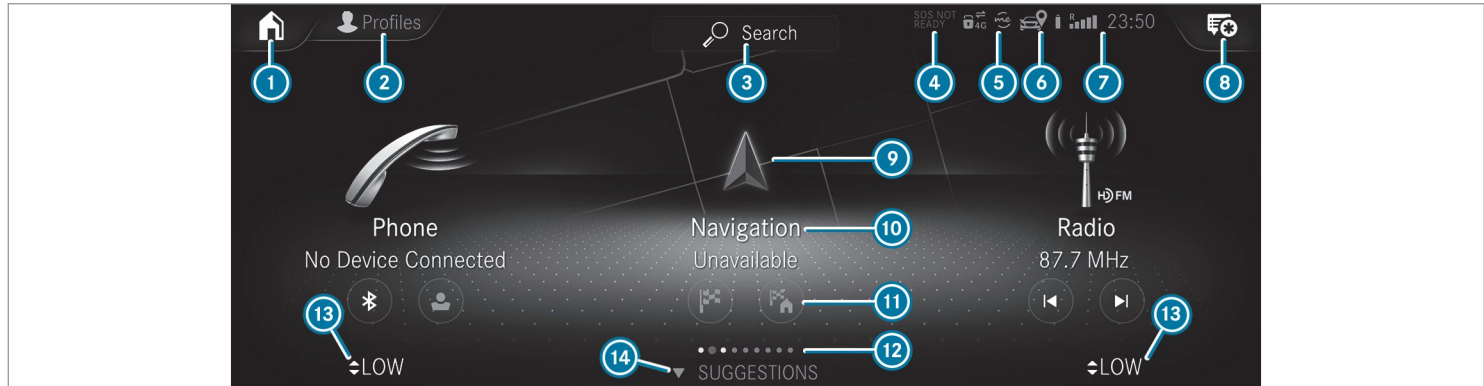 Profiles
Search
SOS NOT
READY
4G
me
R
23:50
1
2
3
4
5
6
7
8
9
HD FM
Phone
Navigation
10
Radio
No Device Connected
Unavailable
87.7 MHz
11
13
13
12
14
LOW
SUGGESTIONS
LOW